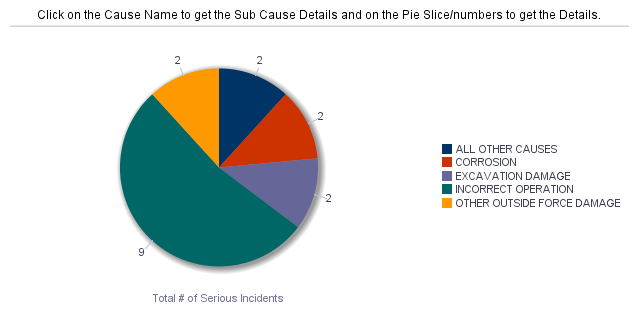 Click on the Cause Name to get the Sub Cause Details and on the Pie Slice/numbers to get the Details.
2
2
2
2
9
ALL OTHER CAUSES
CORROSION
EXCAVATION DAMAGE
INCORRECT OPERATION
OTHER OUTSIDE FORCE DAMAGE
Total # of Serious Incidents